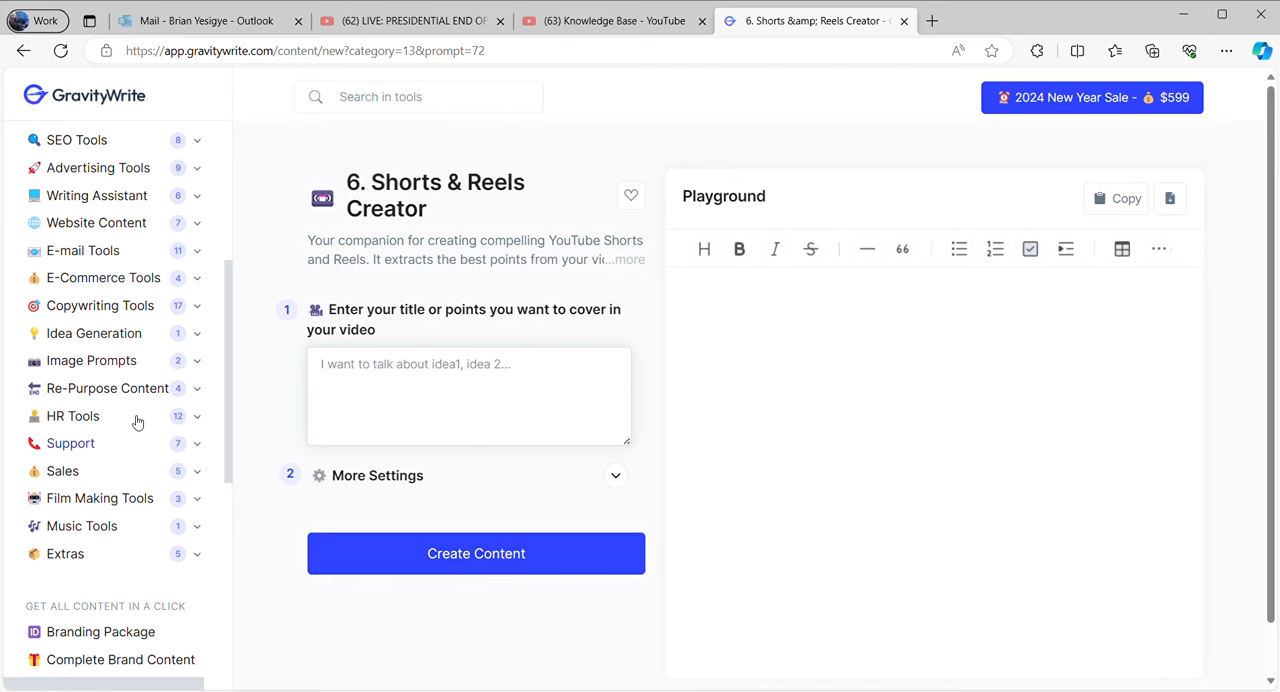 Work
Mail - Brian Yesigye - Outlook
(62) LIVE: PRESIDENTIAL END OF
(63) Knowledge Base - YouTube
6. Shorts &amp; Reels Creator -
https://app.gravitywrite.com/content/new?category=13&prompt=72
GravityWrite
Search in tools
2024 New Year Sale - $599
SEO Tools 8
Advertising Tools 9
Writing Assistant 6
Website Content 7
E-mail Tools 11
E-Commerce Tools 4
Copywriting Tools 17
Idea Generation 1
Image Prompts 2
Re-Purpose Content 4
HR Tools 12
Support 7
Sales 5
Film Making Tools 3
Music Tools 1
Extras 5
GET ALL CONTENT IN A CLICK
Branding Package
Complete Brand Content
6. Shorts & Reels
Creator
Your companion for creating compelling YouTube Shorts
and Reels. It extracts the best points from your vi...more
1 Enter your title or points you want to cover in
your video
I want to talk about idea1, idea 2...
2 More Settings
Create Content
Playground
Copy
H B I S 66